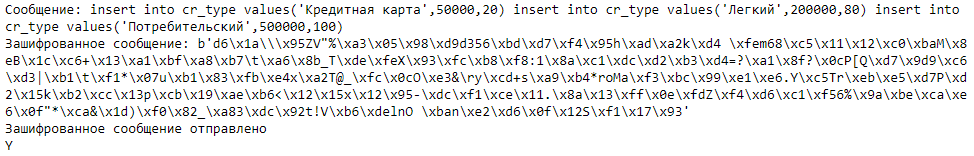 Сообщение: insert into cr_type values('Кредитная карта',50000,20) insert into cr_type values('Легкий',200000,80) insert into
cr_type values('Потребительский',500000,100)
Зашифрованное сообщение: b'd6\x1a\\\x95ZV"%\xa3\x05\x98\xd9d356\xbd\xd7\xf4\x95h\xad\xa2k\xd4 \xfem68\xc5\x11\x12\xc0\xbaM\x8
eB\x1c\xc6+\x13\xa1\xbf\xa8\xb7\t\xa6\x8b_T\xde\xfeX\x93\xfc\xb8\xf8:1\x8a\xc1\xdc\xd2\xb3\xd4=?\xa1\x8f?\x0cP[Q\xd7\x9d9\xc6
\xd3|\xb1\t\xf1*\x07u\xb1\x83\xfb\xe4x\xa2T@_\xfc\x0cO\xe3&\ry\xcd+s\xa9\xb4*roMa\xf3\xbc\x99\xe1\xe6.Y\xc5Tr\xeb\xe5\xd7P\xd
2\x15k\xb2\xcc\x13p\xcb\x19\xae\xb6<\x12\x15x\x12\x95-\xdc\xf1\xce\x11.\x8a\x13\xff\x0e\xfdZ\xf4\xd6\xc1\xf56%\x9a\xbe\xca\xe
6\x0f"*\xca&\x1d)\xf0\x82_\xa83\xdc\x92t!V\xb6\xdelnO \xban\xe2\xd6\x0f\x12S\xf1\x17\x93'
Зашифрованное сообщение отправлено
Y